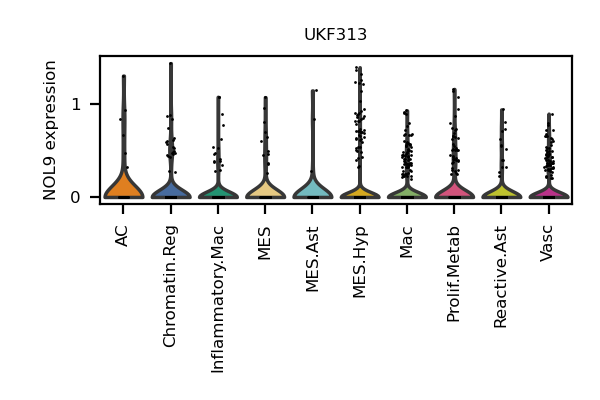 UKF313
NOL9 expression
1
0
AC
Chromatin.Reg
Inflammatory.Mac
MES
MES.Ast
MES.Hyp
Mac
Prolif.Metab
Reactive.Ast
Vasc